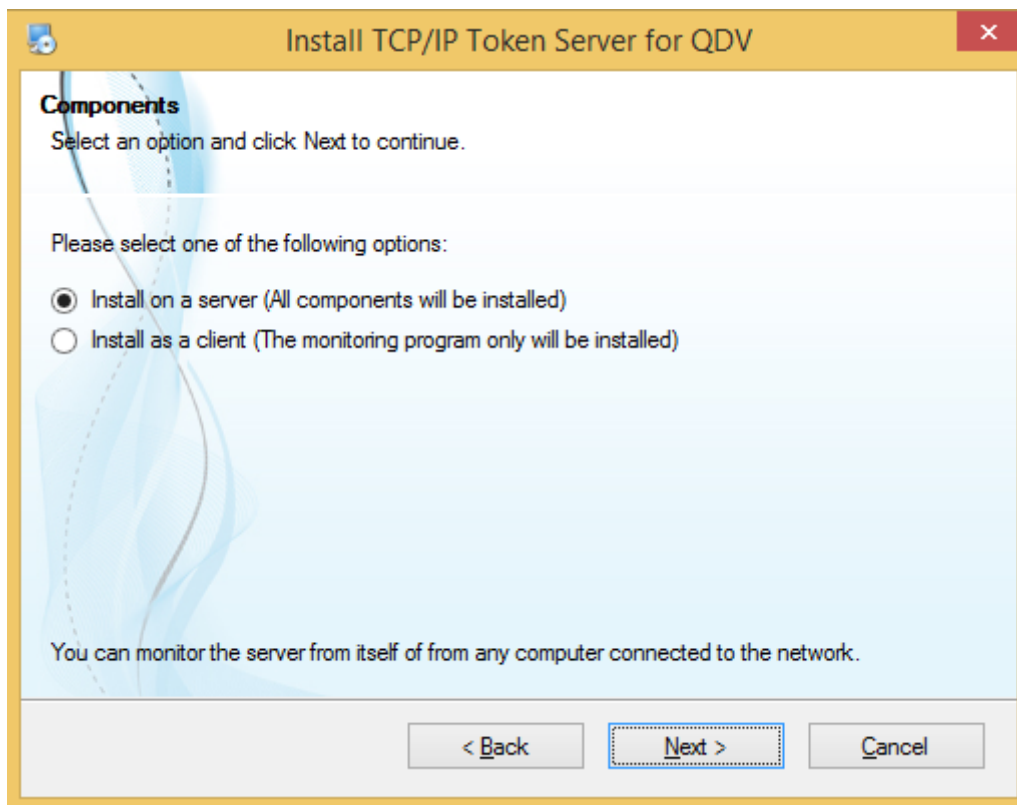 Install TCP/IP Token Server for QDV
Components
Select an option and click Next to continue.
Please select one of the following options:
Install on a server (All components will be installed)
Install as a client (The monitoring program only will be installed)
You can monitor the server from itself of from any computer connected to the network.
< Back Next > Cancel